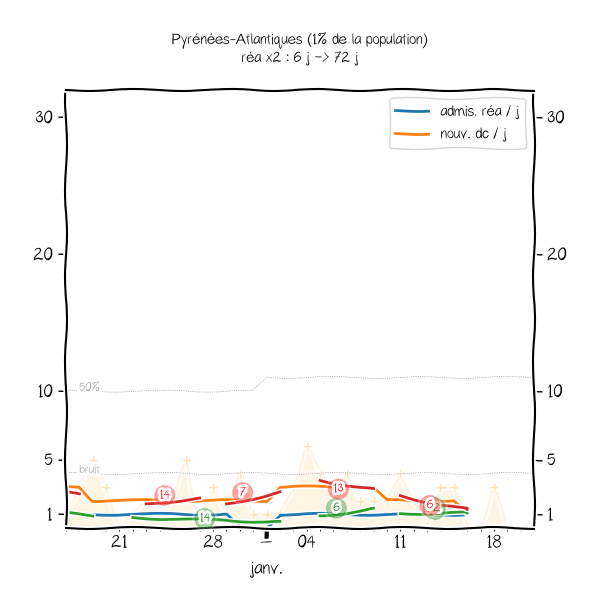 Pyrénées-Atlantiques (1% de la population)
réa x2 : 6 j -> 72 j
admis. réa / j
nouv. dc / j
30 30
20 20
50%
10 10
5 5
bruit
14 7 13 6
14 6 2
1 1
21 28 04 11 18
janv.